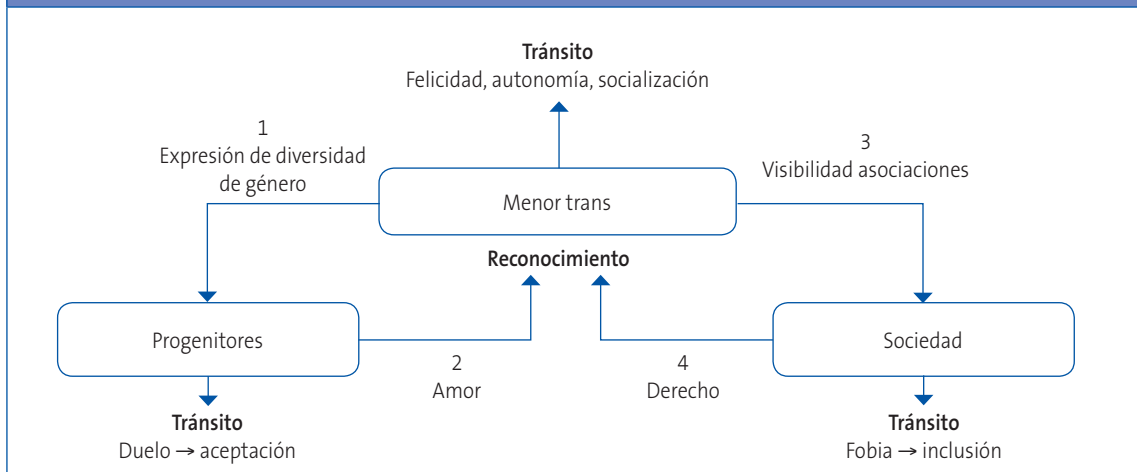 Tránsito
Felicidad, autonomía, socialización
1
Expresión de diversidad
de género
3
Visibilidad asociaciones
Menor trans
Reconocimiento
Progenitores
Sociedad
2
Amor
4
Derecho
Tránsito
Duelo → aceptación
Tránsito
Fobia → inclusión